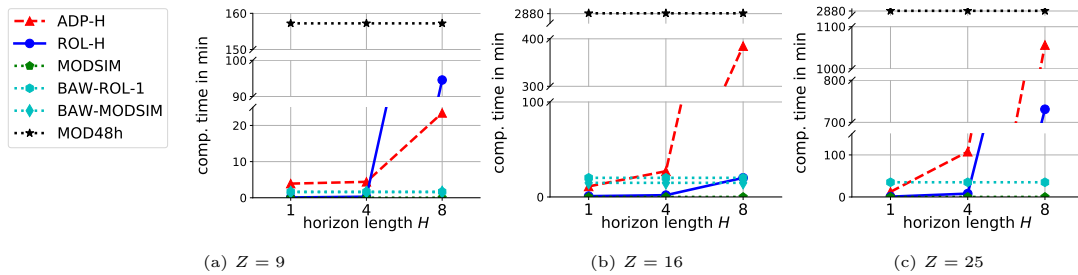 ADP-H
ROL-H
MODSIM
BAW-ROL-1
BAW-MODSIM
MOD48h
comp. time in min
160
150
100
90
20
10
0
1 4 8
horizon length H
(a) Z = 9
comp. time in min
2880
400
300
100
0
1 4 8
horizon length H
(b) Z = 16
comp. time in min
2880
1100
1000
800
700
100
0
1 4 8
horizon length H
(c) Z = 25